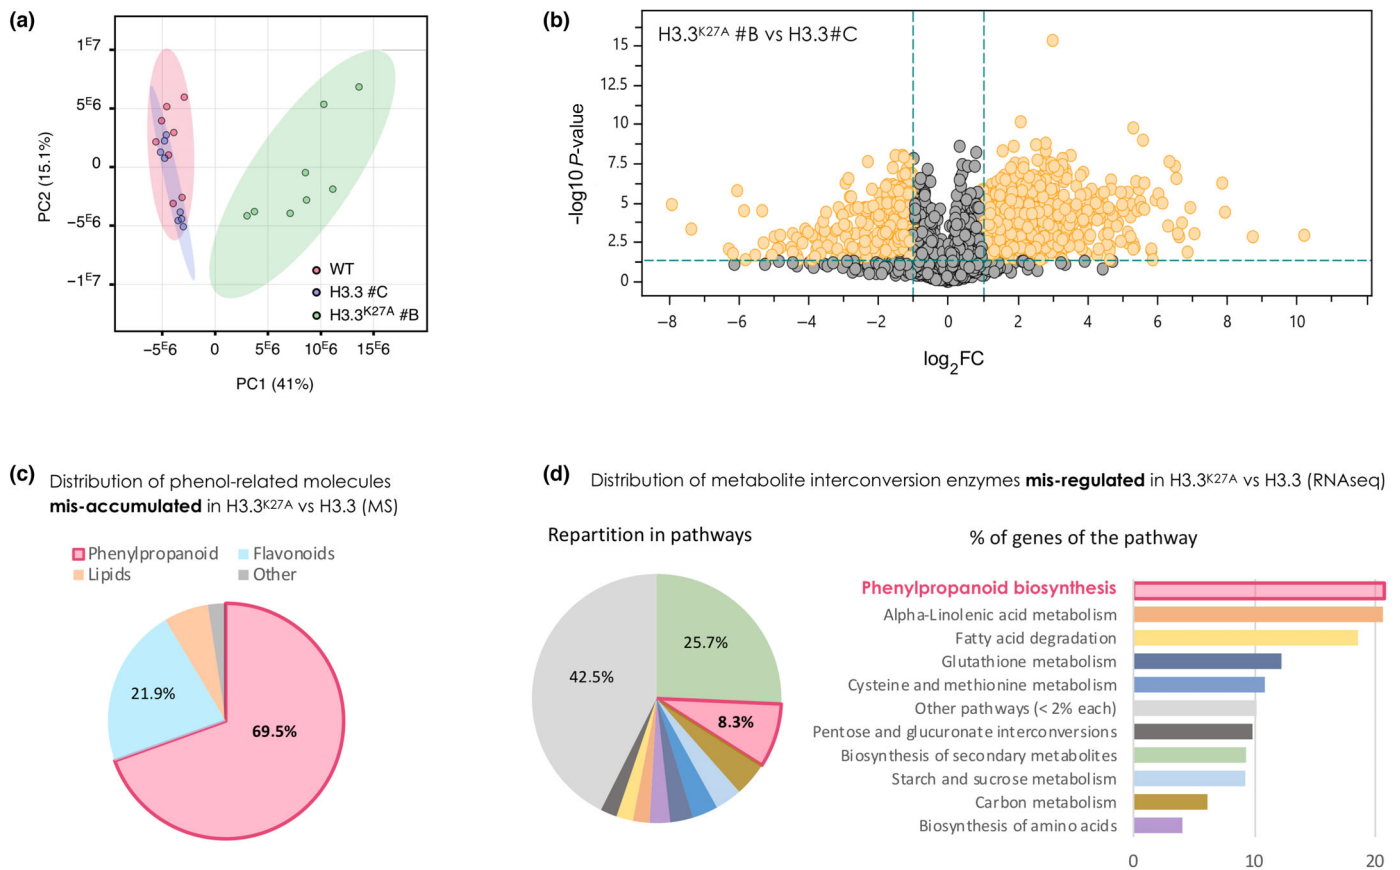 (a)
1E7
5E6
0
−5E6
−1E7
PC2 (15.1%)
WT
H3.3 #C
H3.3K27A #B
−5E6 0 5E6 10E6 15E6
PC1 (41%)
(b)
H3.3K27A #B vs H3.3#C
15
12.5
10
7.5
5
2.5
0
-log10 P-value
−8 −6 −4 −2 0 2 4 6 8 10
log2FC
(c)
Distribution of phenol-related molecules
mis-accumulated in H3.3K27A vs H3.3 (MS)
Phenylpropanoid Flavonoids
Lipids Other
21.9%
69.5%
(d)
Distribution of metabolite interconversion enzymes mis-regulated in H3.3K27A vs H3.3 (RNAseq)
Repartition in pathways
25.7%
42.5%
8.3%
% of genes of the pathway
Phenylpropanoid biosynthesis
Alpha-Linolenic acid metabolism
Fatty acid degradation
Glutathione metabolism
Cysteine and methionine metabolism
Other pathways (< 2% each)
Pentose and glucuronate interconversions
Biosynthesis of secondary metabolites
Starch and sucrose metabolism
Carbon metabolism
Biosynthesis of amino acids
0 10 20